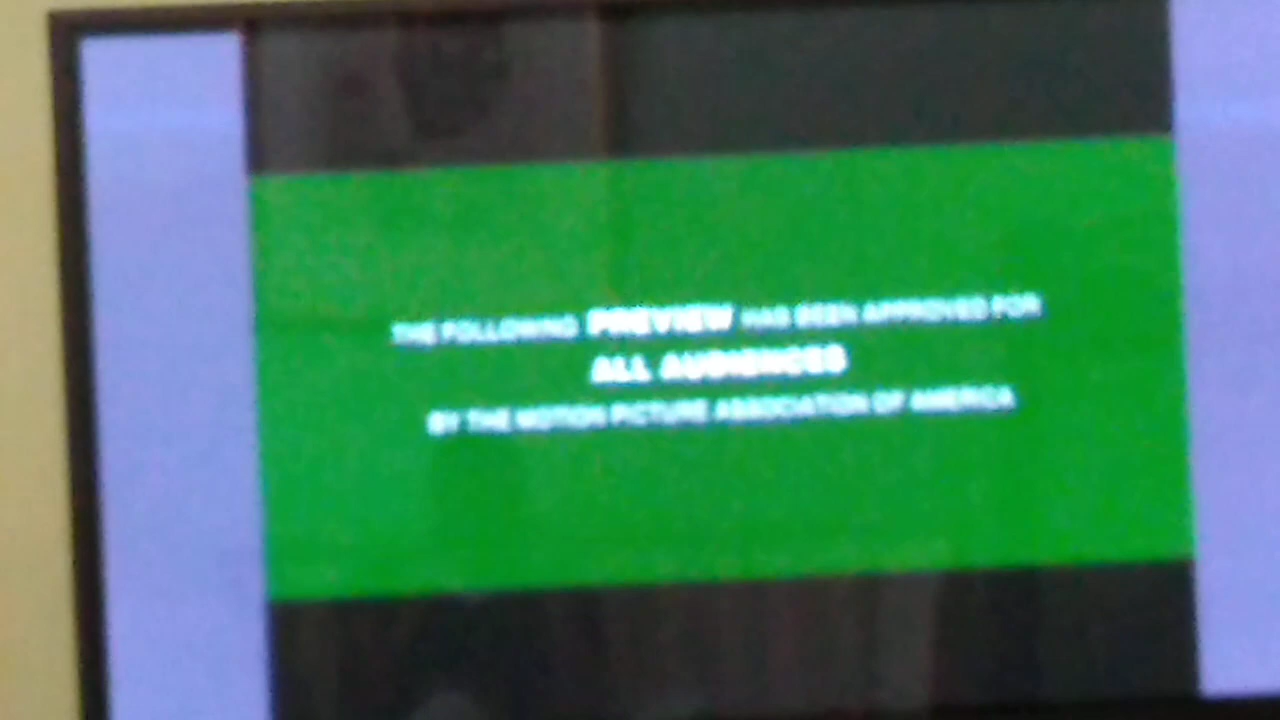 THE FOLLOWING PREVIEW HAS BEEN APPROVED FOR
ALL AUDIENCES
BY THE MOTION PICTURE ASSOCIATION OF AMERICA